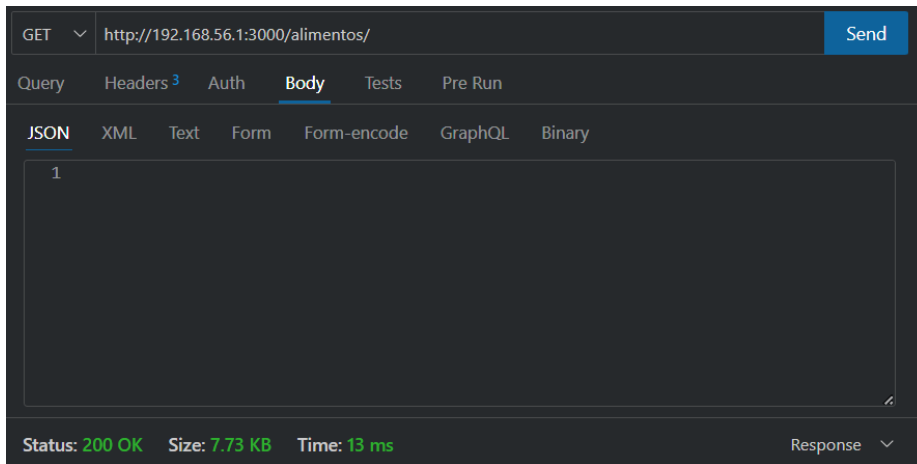 GET http://192.168.56.1:3000/alimentos/ Send
Query Headers 3 Auth Body Tests Pre Run
JSON XML Text Form Form-encode GraphQL Binary
1
Status: 200 OK Size: 7.73 KB Time: 13 ms Response